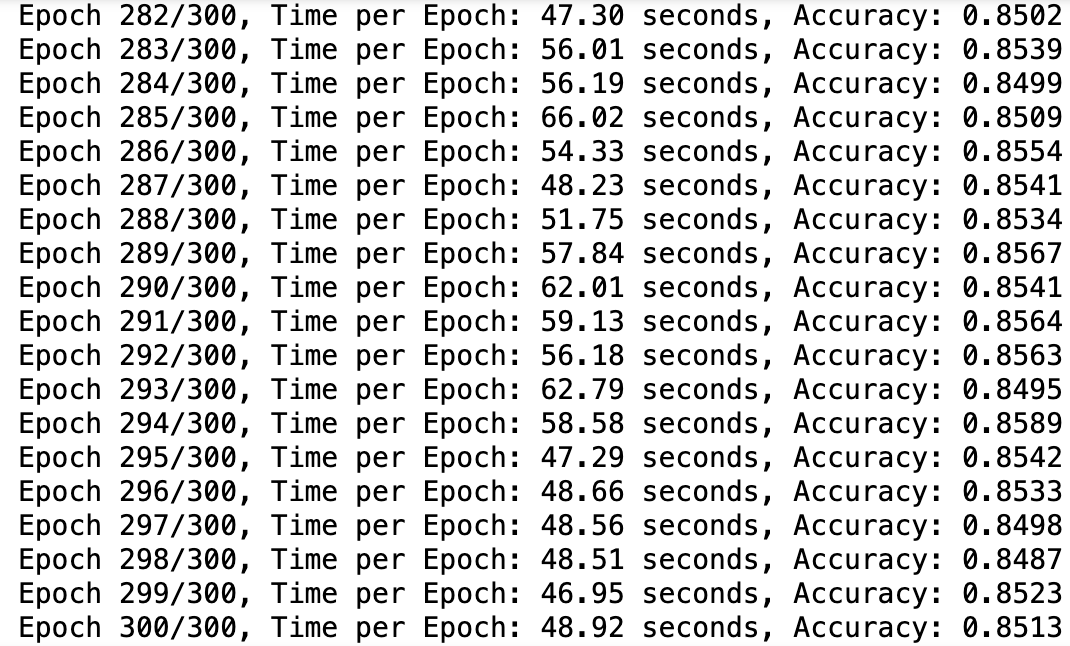 Epoch 282/300, Time per Epoch: 47.30 seconds, Accuracy: 0.8502
Epoch 283/300, Time per Epoch: 56.01 seconds, Accuracy: 0.8539
Epoch 284/300, Time per Epoch: 56.19 seconds, Accuracy: 0.8499
Epoch 285/300, Time per Epoch: 66.02 seconds, Accuracy: 0.8509
Epoch 286/300, Time per Epoch: 54.33 seconds, Accuracy: 0.8554
Epoch 287/300, Time per Epoch: 48.23 seconds, Accuracy: 0.8541
Epoch 288/300, Time per Epoch: 51.75 seconds, Accuracy: 0.8534
Epoch 289/300, Time per Epoch: 57.84 seconds, Accuracy: 0.8567
Epoch 290/300, Time per Epoch: 62.01 seconds, Accuracy: 0.8541
Epoch 291/300, Time per Epoch: 59.13 seconds, Accuracy: 0.8564
Epoch 292/300, Time per Epoch: 56.18 seconds, Accuracy: 0.8563
Epoch 293/300, Time per Epoch: 62.79 seconds, Accuracy: 0.8495
Epoch 294/300, Time per Epoch: 58.58 seconds, Accuracy: 0.8589
Epoch 295/300, Time per Epoch: 47.29 seconds, Accuracy: 0.8542
Epoch 296/300, Time per Epoch: 48.66 seconds, Accuracy: 0.8533
Epoch 297/300, Time per Epoch: 48.56 seconds, Accuracy: 0.8498
Epoch 298/300, Time per Epoch: 48.51 seconds, Accuracy: 0.8487
Epoch 299/300, Time per Epoch: 46.95 seconds, Accuracy: 0.8523
Epoch 300/300, Time per Epoch: 48.92 seconds, Accuracy: 0.8513